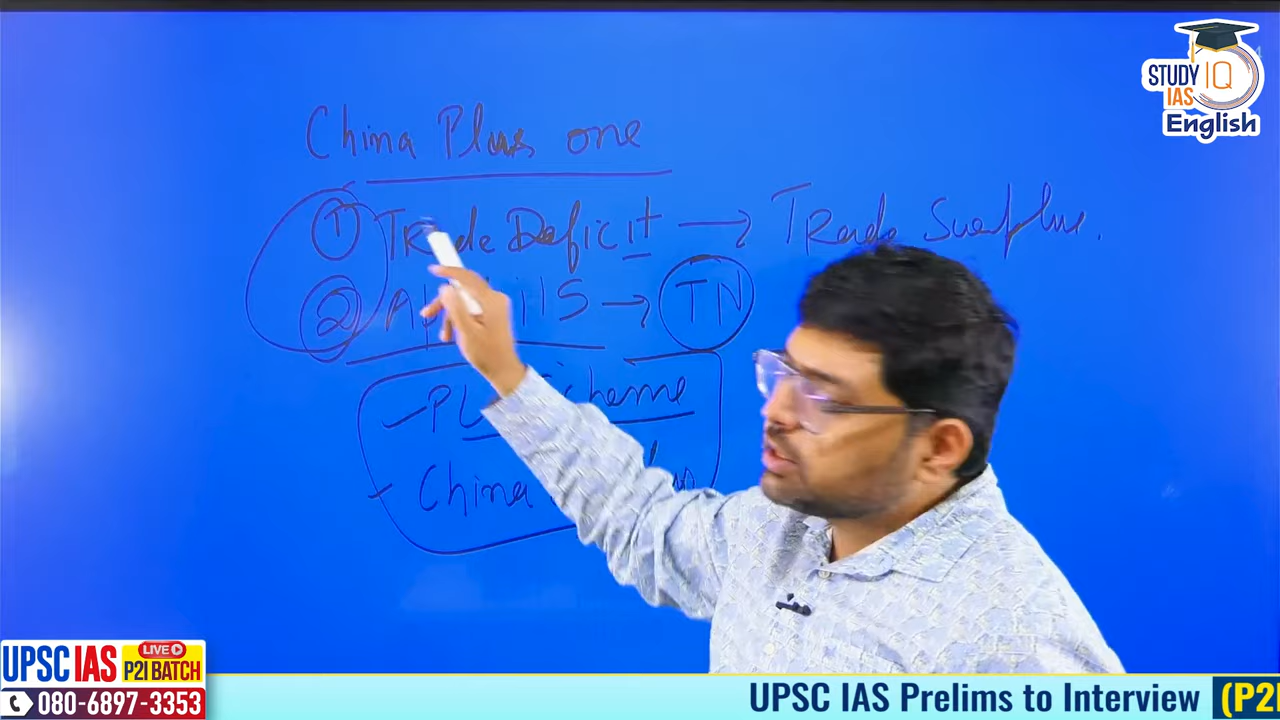 STUDY IQ
IAS
English
China Plus one
① Trade Deficit → Trade Surplus.
② → TN
- PL Scheme
- China
UPSC IAS LIVE P2I BATCH
080-6897-3353
UPSC IAS Prelims to Interview (P2I